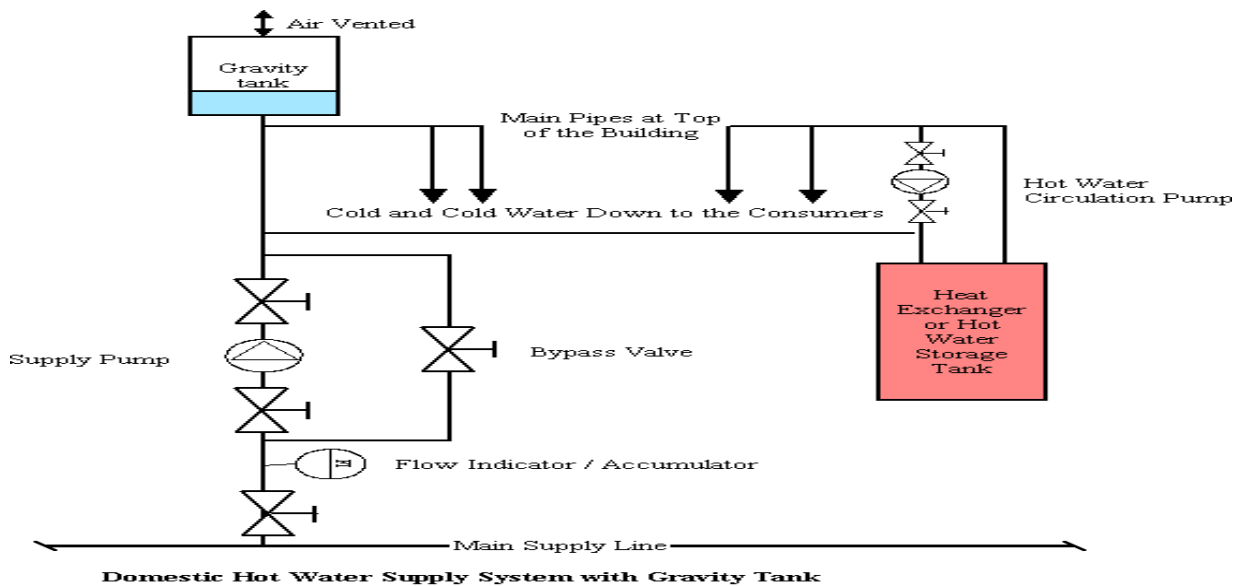 Air Vented
Gravity
tank
Main Pipes at Top
of the Building
Hot Water
Circulation Pump
Cold and Cold Water Down to the Consumers
Heat
Exchanger
or Hot
Water
Storage
Tank
Supply Pump
Bypass Valve
Flow Indicator / Accumulator
Main Supply Line
Domestic Hot Water Supply System with Gravity Tank